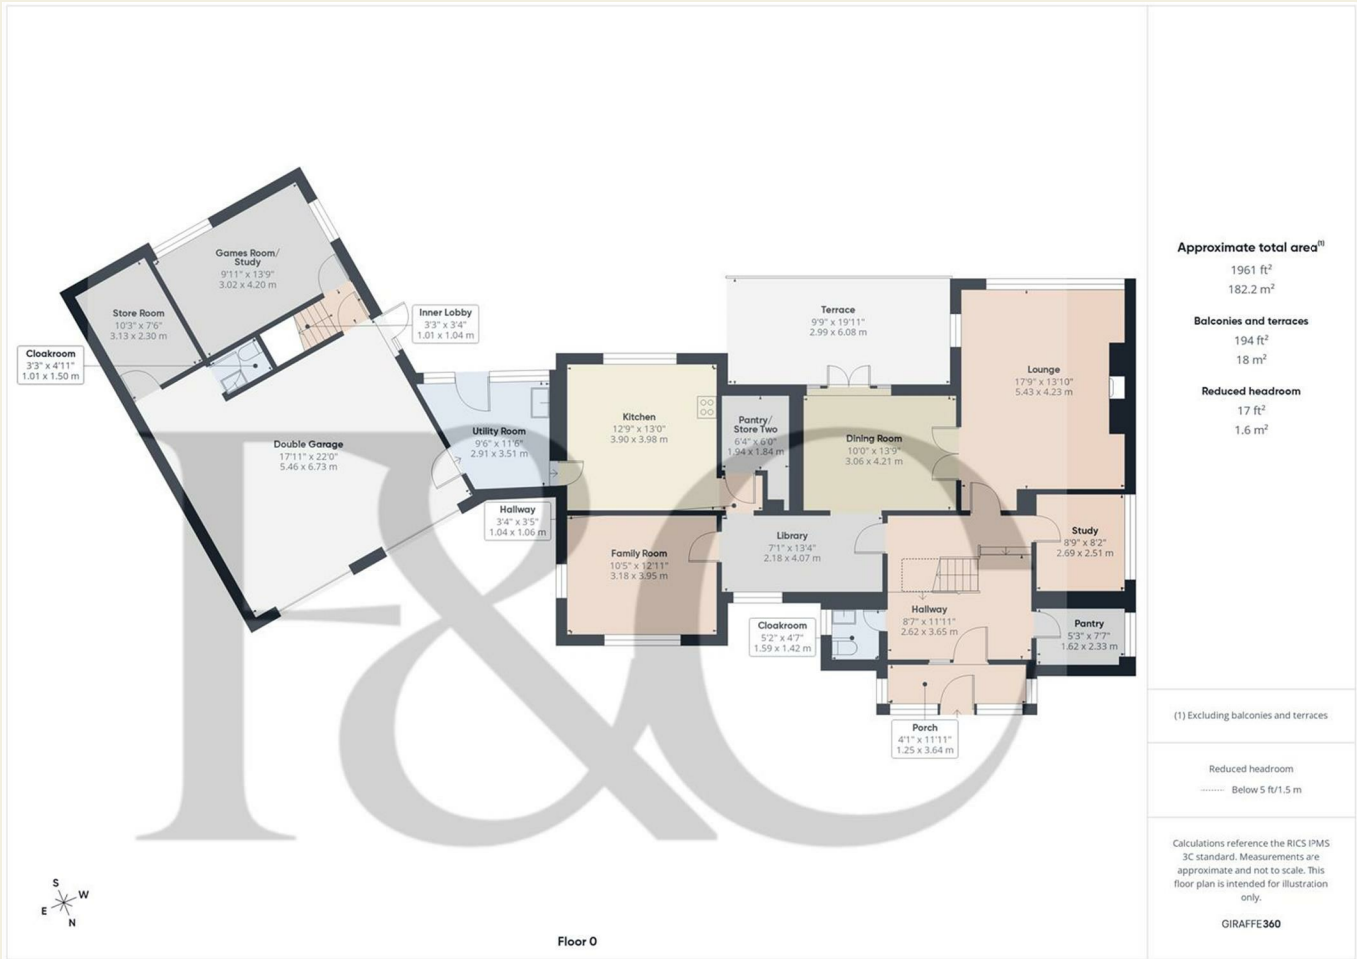 Games Room/
Study
9'11" x 13'9"
3.02 x 4.20 m
Store Room
10'3" x 7'6"
3.13 x 2.30 m
Inner Lobby
3'3" x 3'4"
1.01 x 1.04 m
Cloakroom
3'3" x 4'11"
1.01 x 1.50 m
Double Garage
17'11" x 22'0"
5.46 x 6.73 m
Utility Room
9'6" x 11'6"
2.91 x 3.51 m
Kitchen
12'9" x 13'0"
3.90 x 3.98 m
Pantry/
Store Two
6'4" x 6'0"
1.94 x 1.84 m
Terrace
9'9" x 19'11"
2.99 x 6.08 m
Dining Room
10'0" x 13'9"
3.06 x 4.21 m
Lounge
17'9" x 13'10"
5.43 x 4.23 m
Hallway
3'4" x 3'5"
1.04 x 1.06 m
Family Room
10'5" x 12'11"
3.18 x 3.95 m
Library
7'1" x 13'4"
2.18 x 4.07 m
Study
8'9" x 8'2"
2.69 x 2.51 m
Cloakroom
5'2" x 4'7"
1.59 x 1.42 m
Hallway
8'7" x 11'11"
2.62 x 3.65 m
Pantry
5'3" x 7'7"
1.62 x 2.33 m
Porch
4'1" x 11'11"
1.25 x 3.64 m
F&O
S
W
E
N
Floor 0
Approximate total area(1)
1961 ft²
182.2 m²
Balconies and terraces
194 ft²
18 m²
Reduced headroom
17 ft²
1.6 m²
(1) Excluding balconies and terraces
Reduced headroom
Below 5 ft/1.5 m
Calculations reference the RICS IPMS
3C standard. Measurements are
approximate and not to scale. This
floor plan is intended for illustration
only.
GIRAFFE360